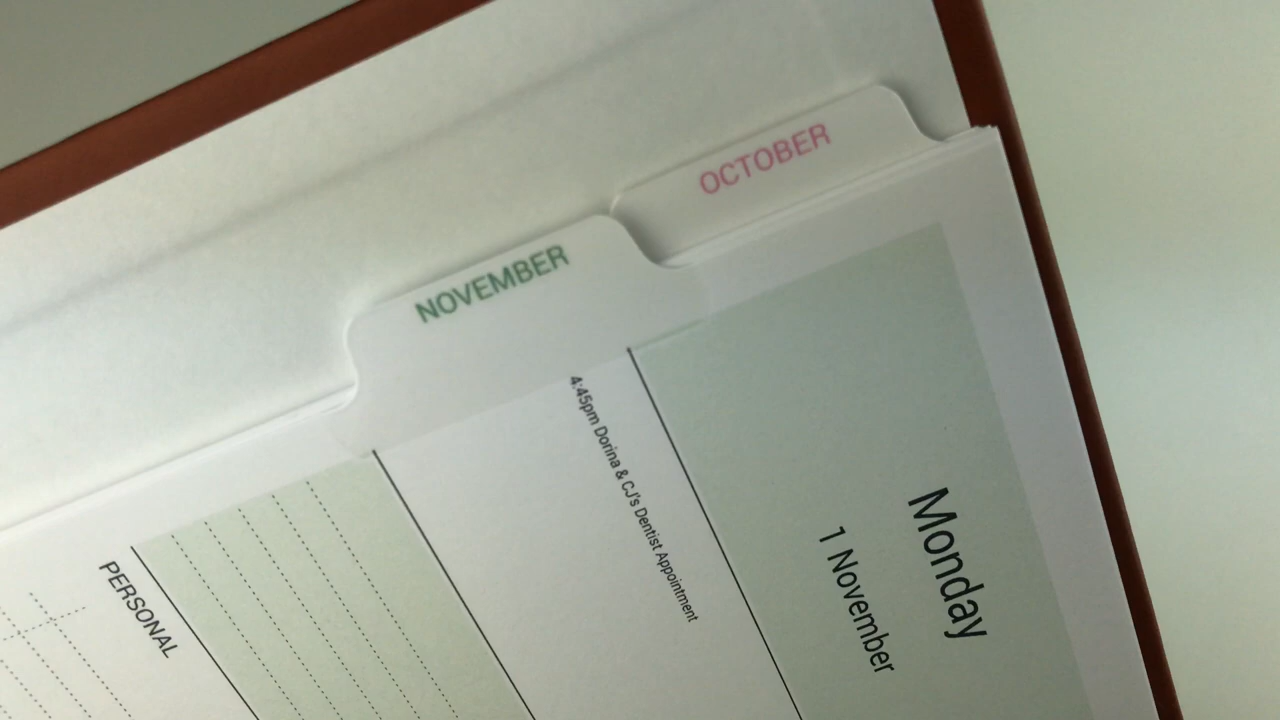 OCTOBER
NOVEMBER
Monday
1 November
4:45pm Dorina & CJ's Dentist Appointment
PERSONAL